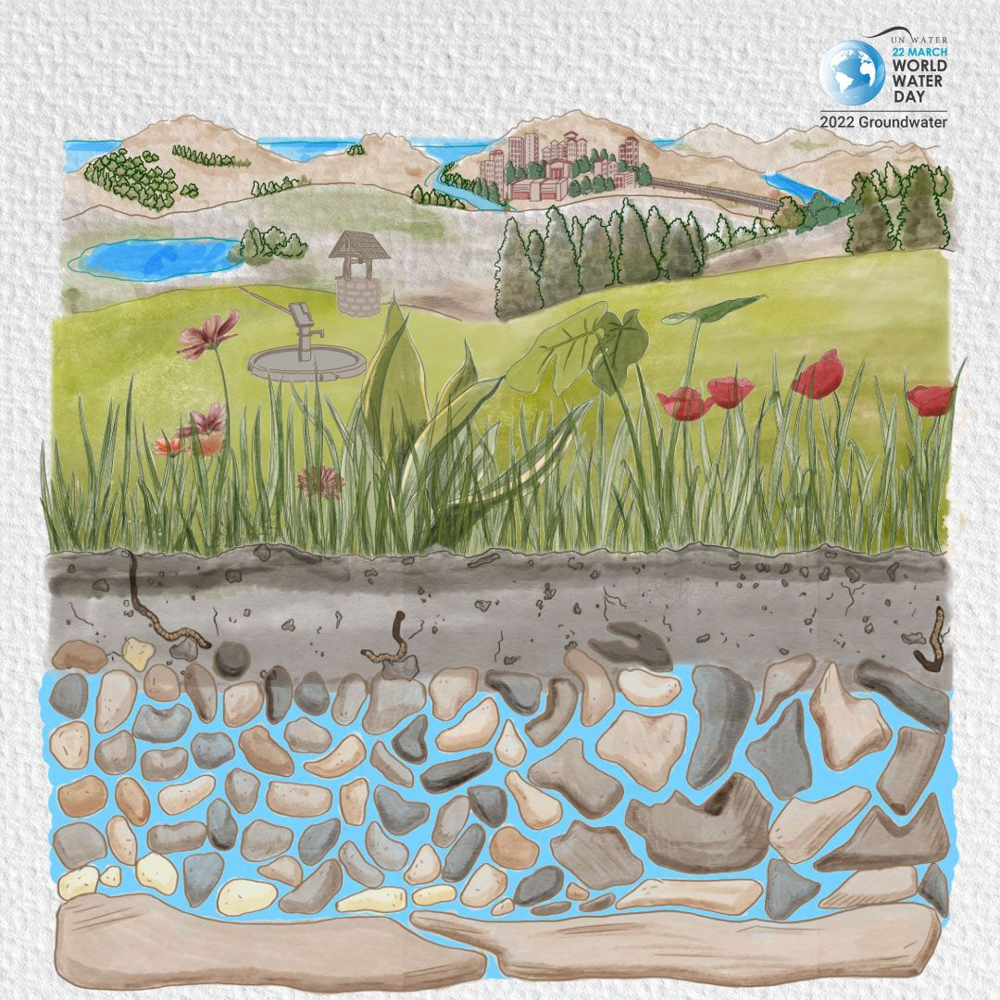 UN WATER
22 MARCH
WORLD
WATER
DAY
2022 Groundwater